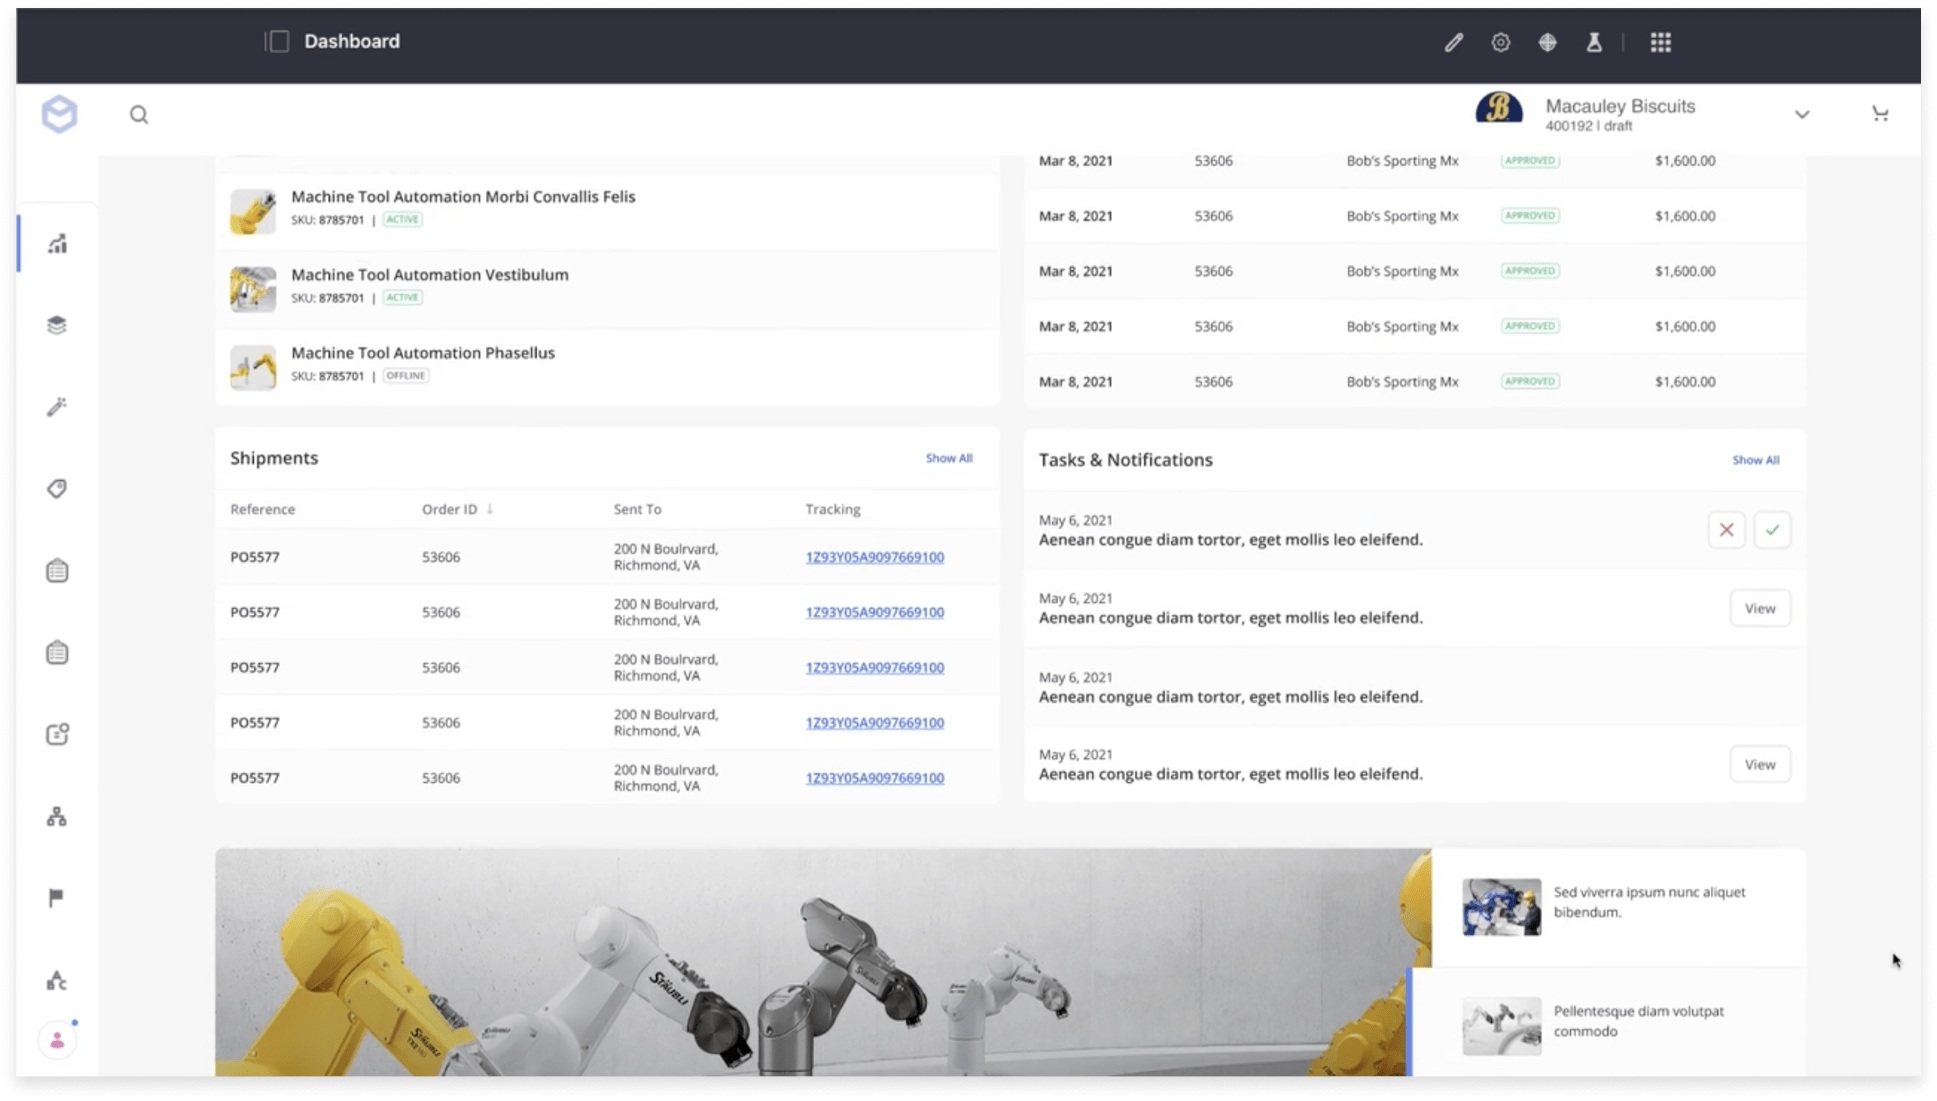 Dashboard
Macauley Biscuits
400192 | draft
Machine Tool Automation Morbi Convallis Felis
SKU: 8785701 | ACTIVE
Machine Tool Automation Vestibulum
SKU: 8785701 | ACTIVE
Machine Tool Automation Phasellus
SKU: 8785701 | OFFLINE
Mar 8, 2021 53606 Bob's Sporting Mx APPROVED $1,600.00
Mar 8, 2021 53606 Bob's Sporting Mx APPROVED $1,600.00
Mar 8, 2021 53606 Bob's Sporting Mx APPROVED $1,600.00
Mar 8, 2021 53606 Bob's Sporting Mx APPROVED $1,600.00
Mar 8, 2021 53606 Bob's Sporting Mx APPROVED $1,600.00
Shipments Show All
Reference Order ID Sent To Tracking
PO5577 53606 200 N Boulrvard, 1Z93Y05A9097669100
Richmond, VA
PO5577 53606 200 N Boulrvard, 1Z93Y05A9097669100
Richmond, VA
PO5577 53606 200 N Boulrvard, 1Z93Y05A9097669100
Richmond, VA
PO5577 53606 200 N Boulrvard, 1Z93Y05A9097669100
Richmond, VA
PO5577 53606 200 N Boulrvard, 1Z93Y05A9097669100
Richmond, VA
Tasks & Notifications Show All
May 6, 2021
Aenean congue diam tortor, eget mollis leo eleifend.
May 6, 2021
Aenean congue diam tortor, eget mollis leo eleifend.
View
May 6, 2021
Aenean congue diam tortor, eget mollis leo eleifend.
May 6, 2021
Aenean congue diam tortor, eget mollis leo eleifend.
View
STÄUBLI
STÄUBLI
STÄUBLI
Sed viverra ipsum nunc aliquet
bibendum.
Pellentesque diam volutpat
commodo
B
A
B C